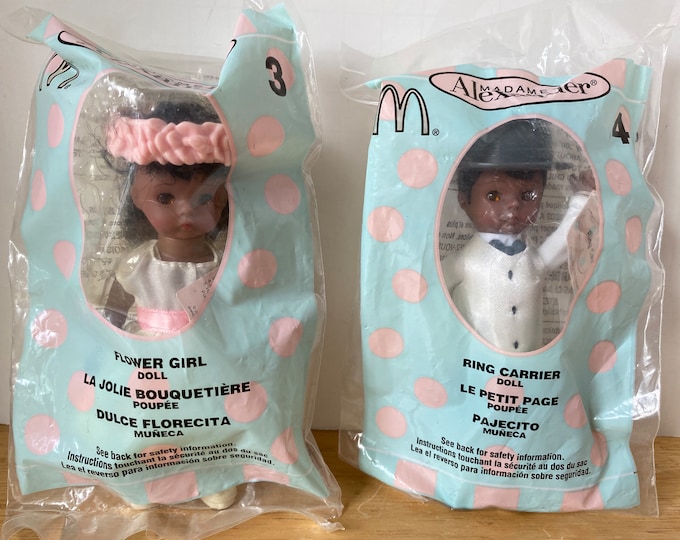 3
FLOWER GIRL
DOLL
LA JOLIE BOUQUETIÈRE
POUPÉE
DULCE FLORECITA
MUÑECA
See back for safety information.
Instructions touchant la sécurité au dos du sac
Lea el reverso para información sobre seguridad.
M®
MADAME
Alexander®
4
RING CARRIER
DOLL
LE PETIT PAGE
POUPÉE
PAJECITO
MUÑECA
See back for safety information.
Instructions touchant la sécurité au dos du sac
Lea el reverso para información sobre seguridad.